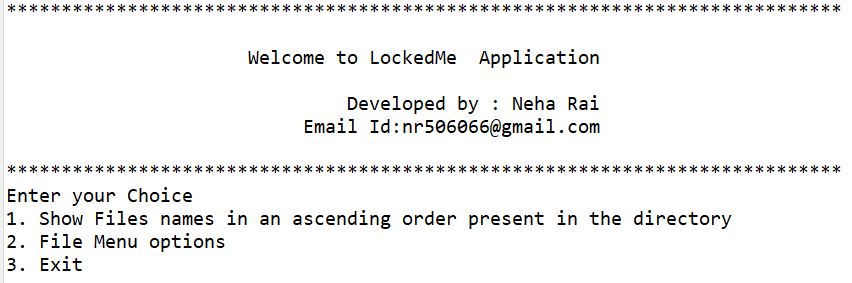 ****************************************************************************
Welcome to LockedMe  Application
Developed by : Neha Rai
Email Id:nr506066@gmail.com
****************************************************************************
Enter your Choice
1. Show Files names in an ascending order present in the directory
2. File Menu options
3. Exit